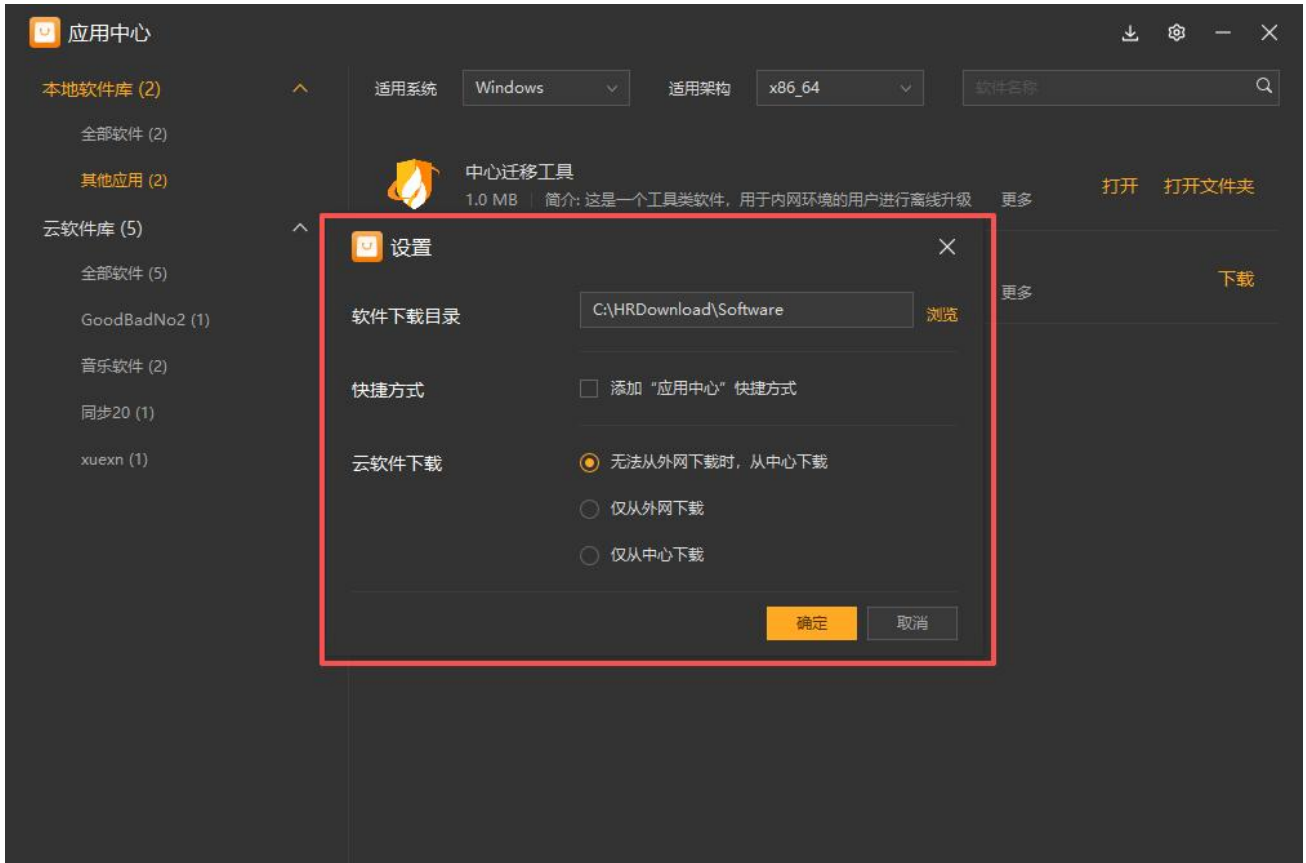 应用中心
本地软件库 (2)
全部软件 (2)
其他应用 (2)
云软件库 (5)
全部软件 (5)
GoodBadNo2 (1)
音乐软件 (2)
同步20 (1)
xuexn (1)
适用系统 Windows 适用架构 x86_64 软件名称
中心迁移工具
1.0 MB 简介: 这是一个工具类软件，用于内网环境的用户进行离线升级 更多
打开 打开文件夹
更多 下载
设置
软件下载目录 C:\HRDownload\Software 浏览
快捷方式 添加“应用中心”快捷方式
云软件下载 无法从外网下载时，从中心下载
仅从外网下载
仅从中心下载
确定 取消